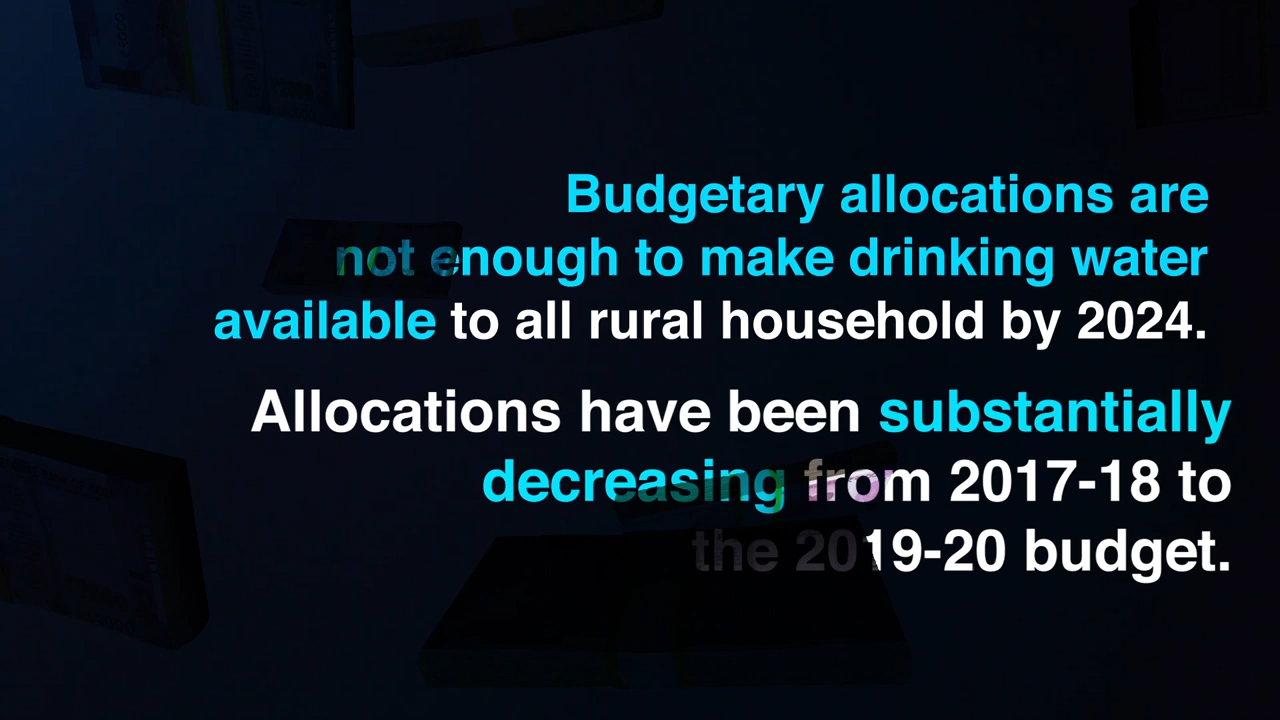 Budgetary allocations are
not enough to make drinking water
available to all rural household by 2024.
Allocations have been substantially
decreasing from 2017-18 to
the 2019-20 budget.